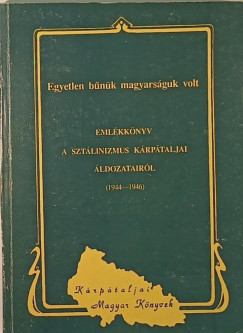 Egyetlen bűnük magyarságuk volt
EMLÉKKÖNYV
A SZTÁLINIZMUS KÁRPÁTALJAI
ÁLDOZATAIRÓL
(1944—1946)
Kárpátaljai
Magyar Könyvek